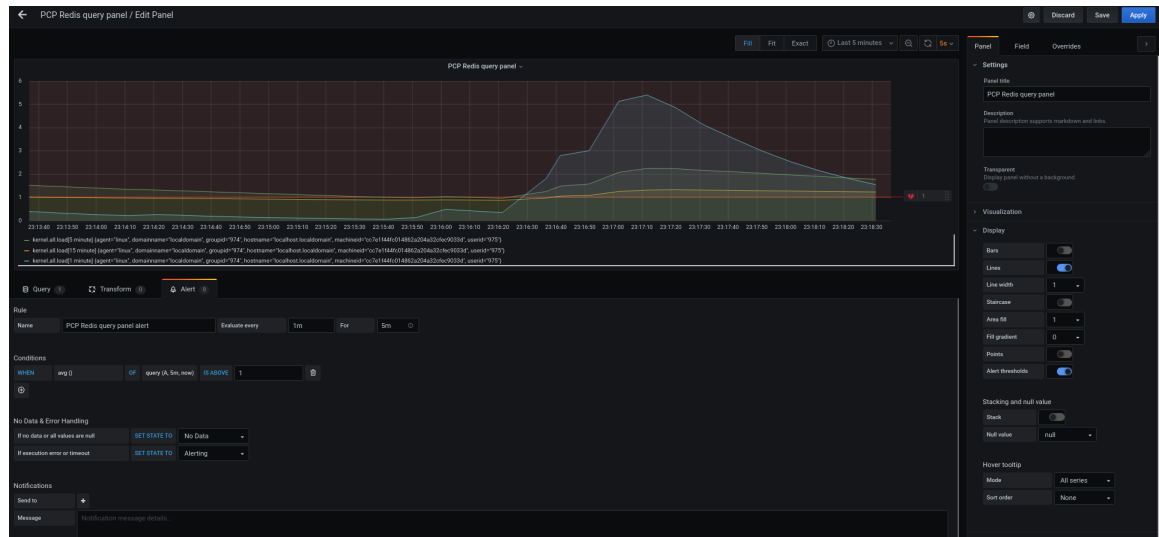 PCP Redis query panel / Edit Panel
Discard Save Apply
Fill Fit Exact Last 5 minutes 5s
PCP Redis query panel
6
5
4
3
2
1
0
1
23:13:40 23:13:50 23:14:00 23:14:10 23:14:20 23:14:30 23:14:40 23:14:50 23:15:00 23:15:10 23:15:20 23:15:30 23:15:40 23:15:50 23:16:00 23:16:10 23:16:20 23:16:30 23:16:40 23:16:50 23:17:00 23:17:10 23:17:20 23:17:30 23:17:40 23:17:50 23:18:00 23:18:10 23:18:20 23:18:30
kernel.all.load[5 minute] {agent="linux", domainname="localdomain", groupid="974", hostname="localhost.localdomain", machineid="cc7e1f44fc014862a204a32cfec9033d", userid="975"}
kernel.all.load[15 minute] {agent="linux", domainname="localdomain", groupid="974", hostname="localhost.localdomain", machineid="cc7e1f44fc014862a204a32cfec9033d", userid="975"}
kernel.all.load[1 minute] {agent="linux", domainname="localdomain", groupid="974", hostname="localhost.localdomain", machineid="cc7e1f44fc014862a204a32cfec9033d", userid="975"}
Query 1 Transform 0 Alert 0
Rule
Name PCP Redis query panel alert Evaluate every 1m For 5m
Conditions
WHEN avg () OF query (A, 5m, now) IS ABOVE 1
No Data & Error Handling
If no data or all values are null SET STATE TO No Data
If execution error or timeout SET STATE TO Alerting
Notifications
Send to
Message Notification message details...
Panel Field Overrides
Settings
Panel title
PCP Redis query panel
Description
Panel description supports markdown and links.
Transparent
Display panel without a background.
Visualization
Display
Bars
Lines
Line width 1
Staircase
Area fill 1
Fill gradient 0
Points
Alert thresholds
Stacking and null value
Stack
Null value null
Hover tooltip
Mode All series
Sort order None